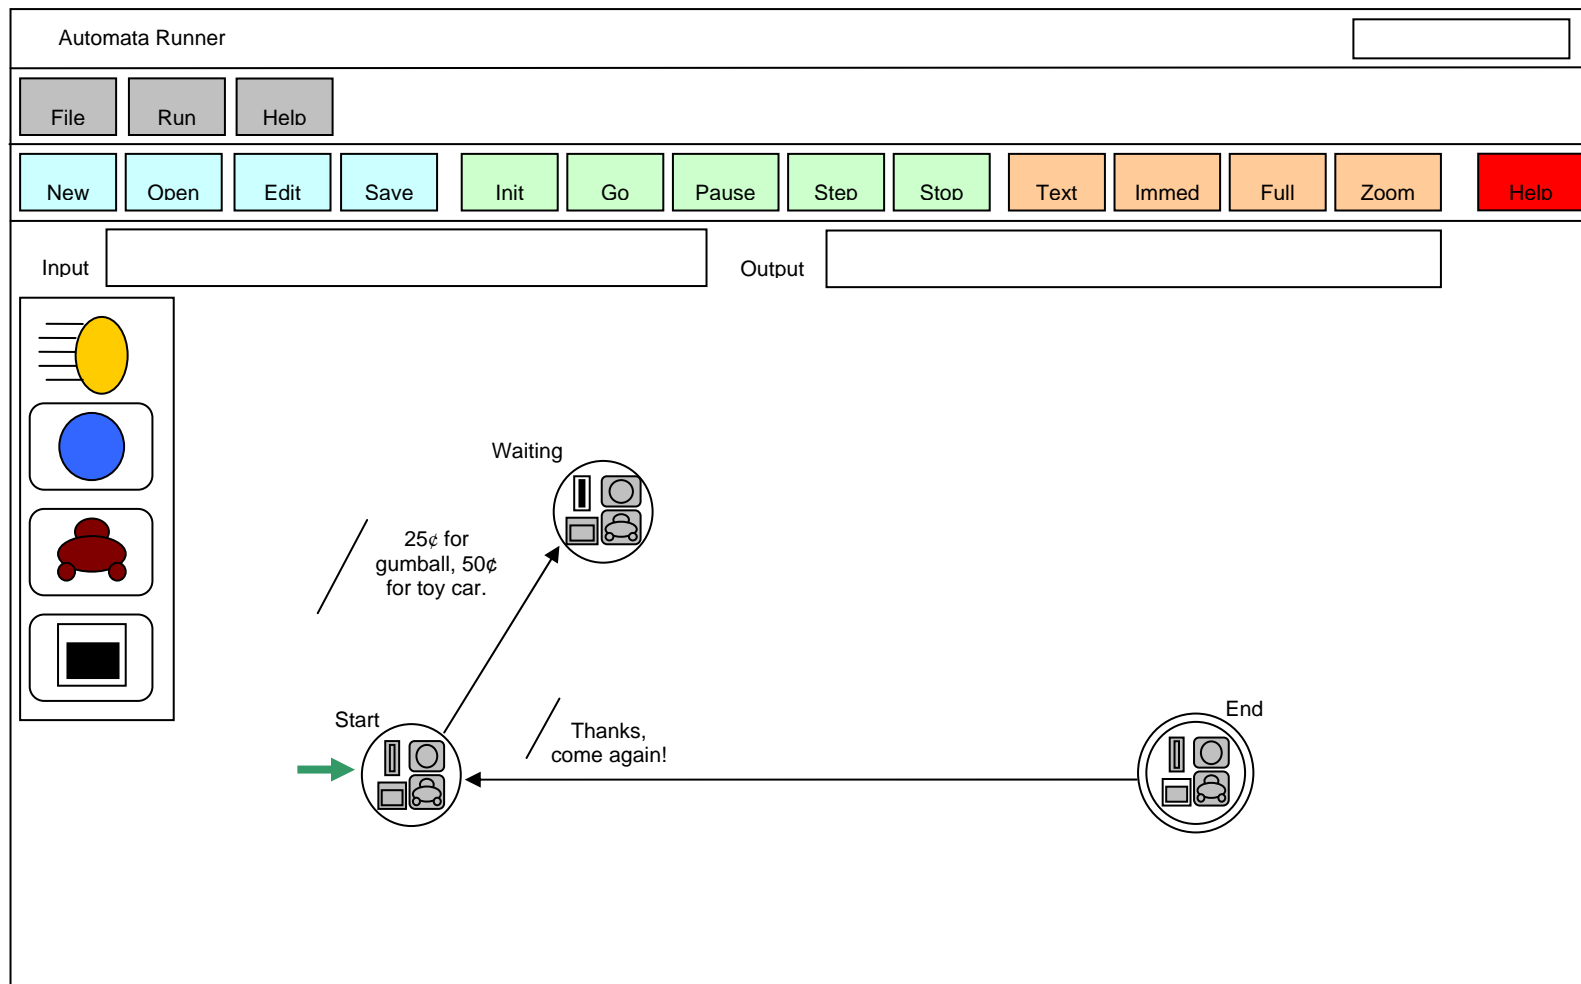 Automata Runner
File Run Help
New Open Edit Save Init Go Pause Step Stop Text Immed Full Zoom Help
Input Output
Waiting
25¢ for
gumball, 50¢
for toy car.
Start
Thanks,
come again!
End